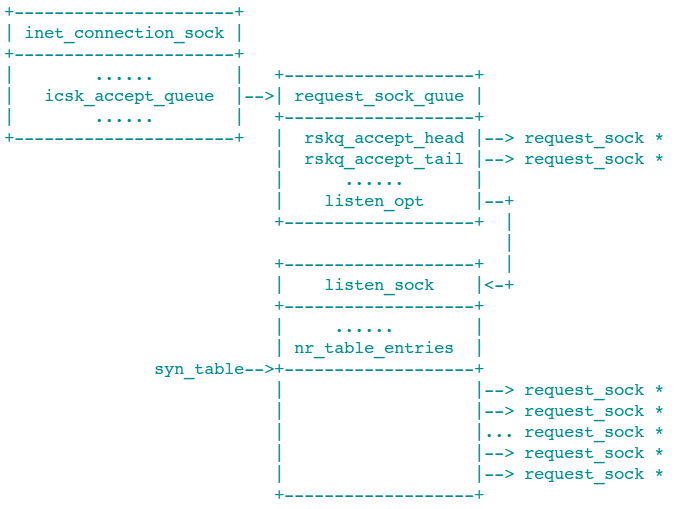 +----------------------+
| inet_connection_sock |
+----------------------+
|        ......        |   +-------------------+
|   icsk_accept_queue  |-->| request_sock_quue |
|        ......        |   +-------------------+
+----------------------+   |  rskq_accept_head |--> request_sock *
                           |  rskq_accept_tail |--> request_sock *
                           |      ......       |
                           |    listen_opt     |--+
                           +-------------------+  |
                                                  |
                           +-------------------+  |
                           |    listen_sock    |<-+
                           +-------------------+
                           |     ......        |
                           | nr_table_entries  |
               syn_table-->+-------------------+
                           |                   |--> request_sock *
                           |                   |--> request_sock *
                           |                   |... request_sock *
                           |                   |--> request_sock *
                           |                   |--> request_sock *
                           +-------------------+